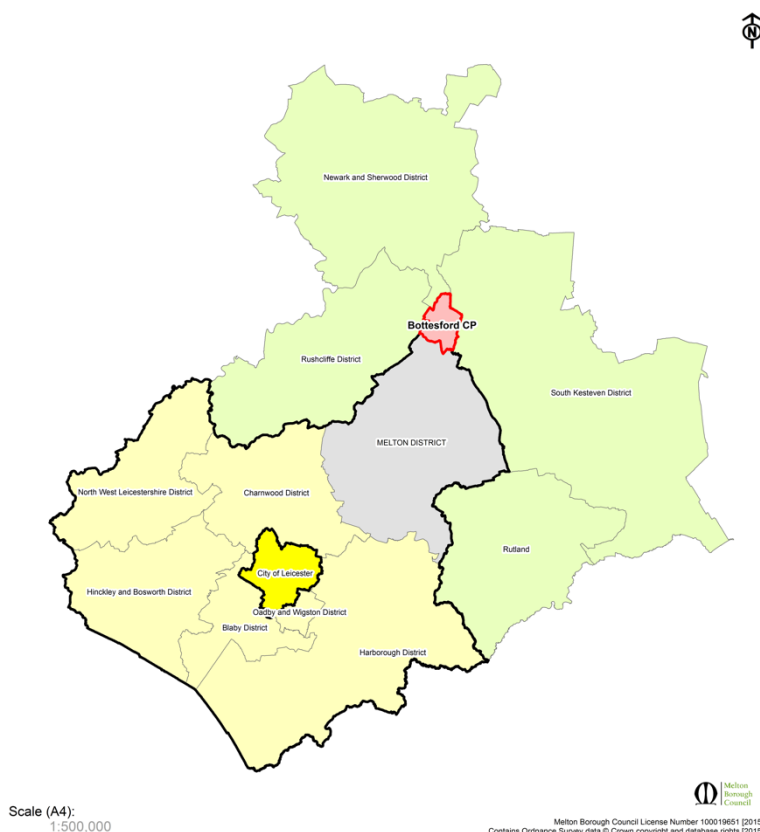 N
Newark and Sherwood District
Bottesford CP
Rushcliffe District
South Kesteven District
MELTON DISTRICT
North West Leicestershire District
Charnwood District
Rutland
City of Leicester
Hinckley and Bosworth District
Oadby and Wigston District
Blaby District
Harborough District
Melton
Borough
Council
Scale (A4):
1:500,000
Melton Borough Council License Number 100019651 [2015
Contains Ordnance Survey data © Crown copyright and database rights [2015